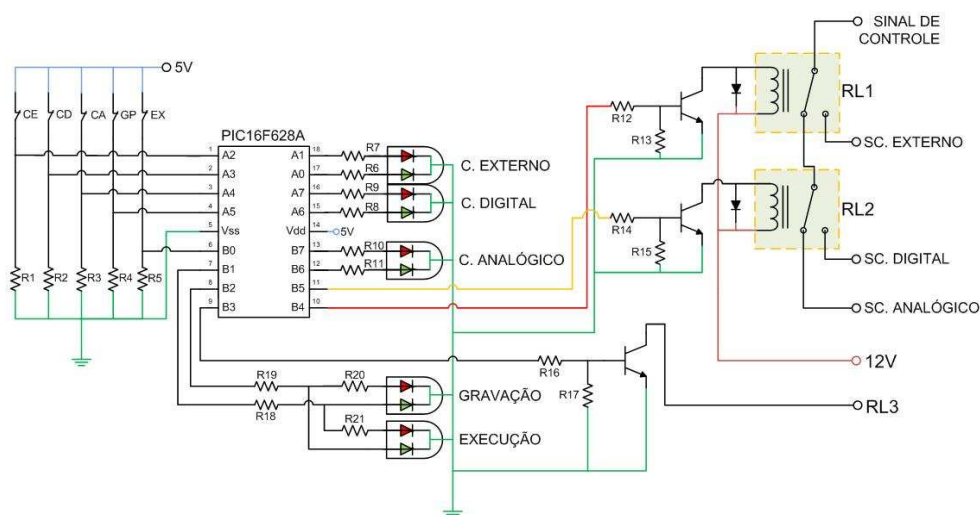 SINAL DE
CONTROLE
5V
RL1
CE
CD
CA
GP
EX
R12
PIC16F628A
R13
SC. EXTERNO
1
A2
A1
18
R7
C. EXTERNO
2
A3
A0
17
R6
3
A4
A7
16
R9
C. DIGITAL
4
A5
A6
15
R8
5
Vss
Vdd
14
5V
RL2
R14
6
B0
B7
13
R10
C. ANALÓGICO
R15
7
B1
B6
12
R11
SC. DIGITAL
R1
R2
R3
R4
R5
8
B2
B5
11
9
B3
B4
10
SC. ANALÓGICO
R16
12V
R19
R20
R17
GRAVAÇÃO
RL3
R18
R21
EXECUÇÃO